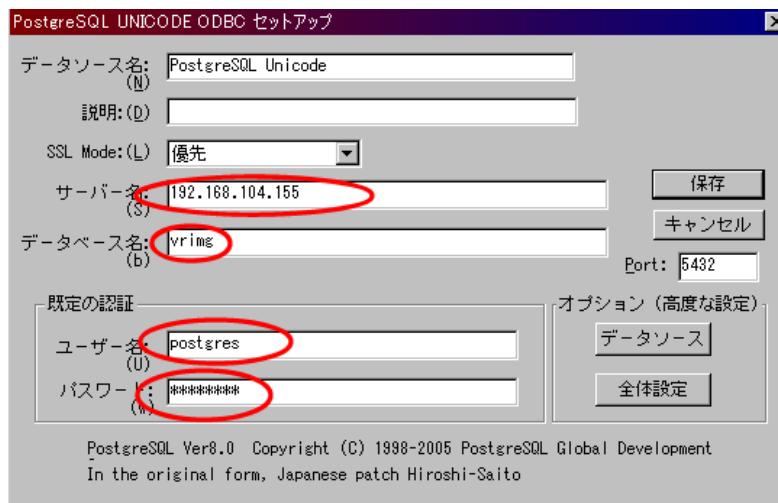 PostgreSQL UNICODE ODBC セットアップ
データソース名:
(N)
PostgreSQL Unicode
説明:(D)
SSL Mode:(L)
優先
サーバー名:
(S)
192.168.104.155
保存
データベース名:
(b)
vrimg
キャンセル
Port: 5432
既定の認証
ユーザー名:
(U)
postgres
パスワード:
(W)
********
オプション (高度な設定)
データソース
全体設定
PostgreSQL Ver8.0 Copyright (C) 1998-2005 PostgreSQL Global Development
In the original form, Japanese patch Hiroshi-Saito